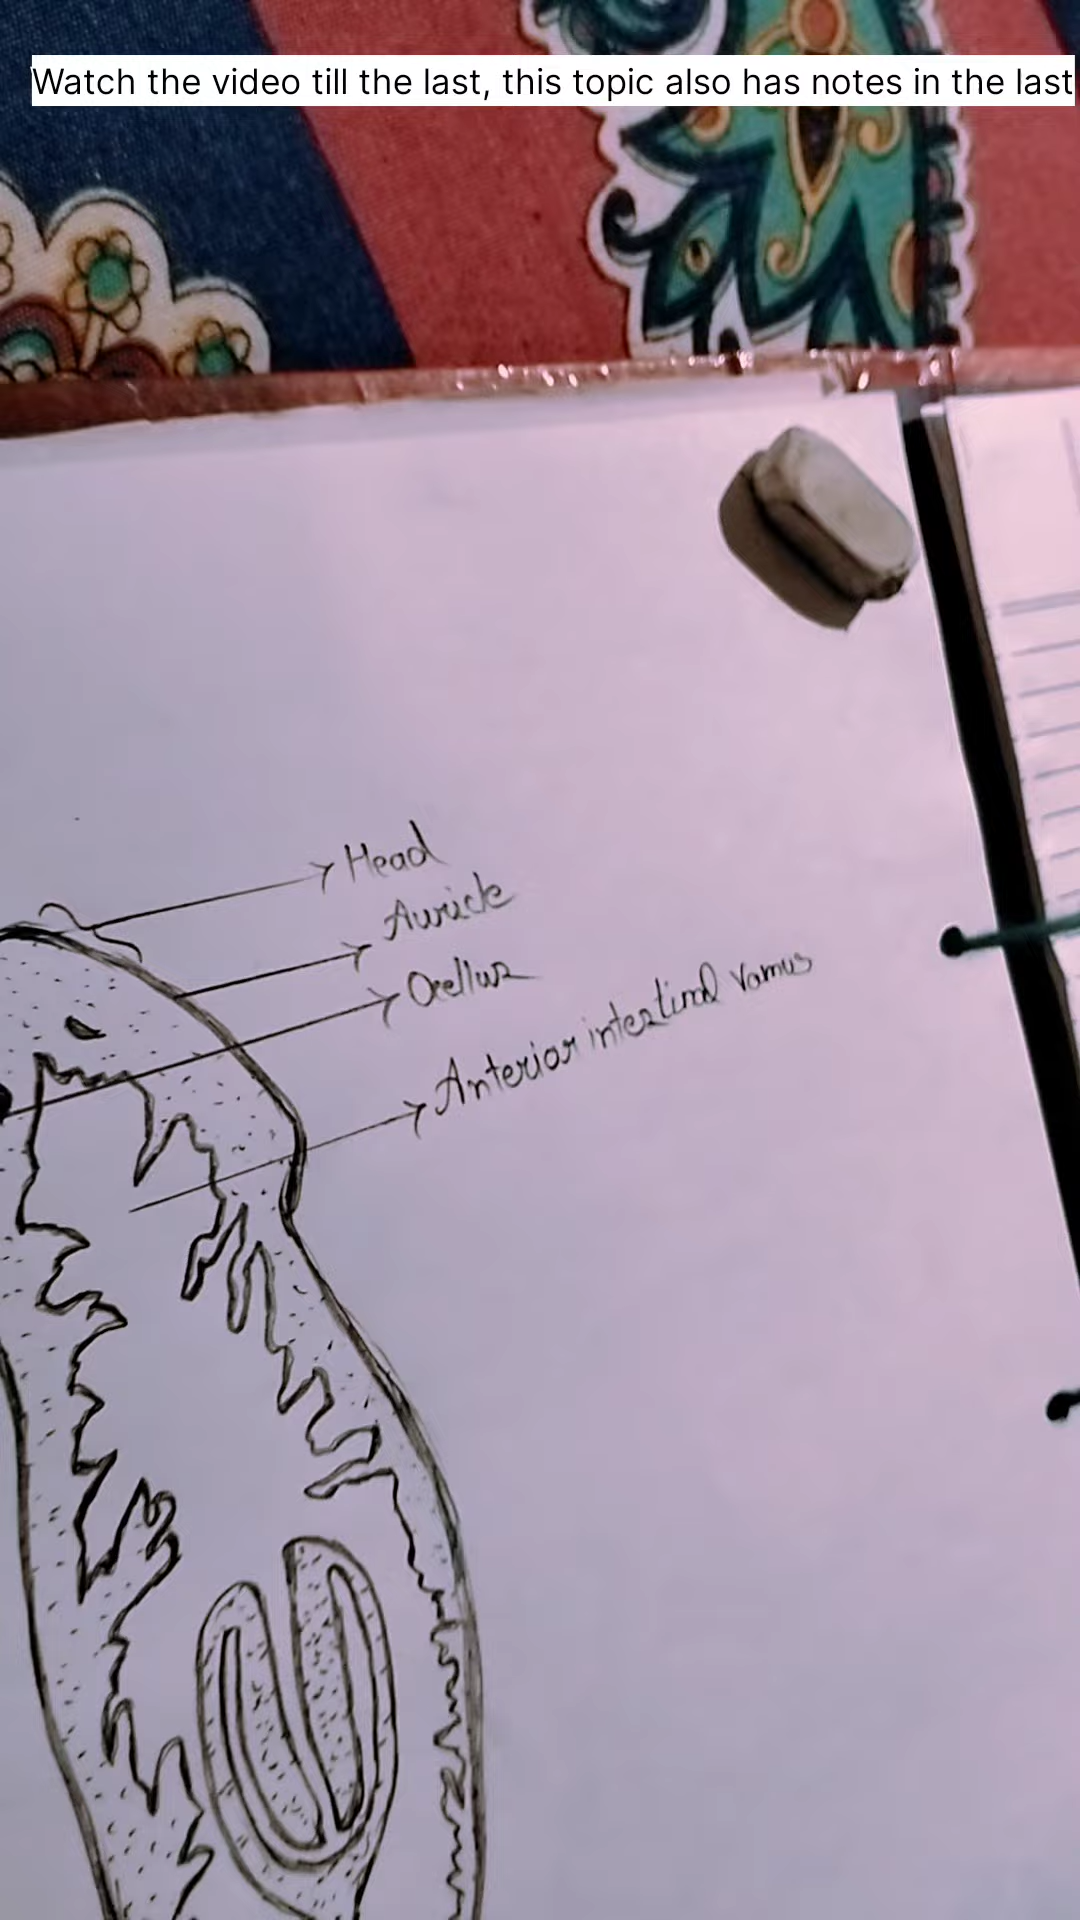 Watch the video till the last, this topic also has notes in the last
Head
Auricle
Ocellus
Anterior intestinal ramus